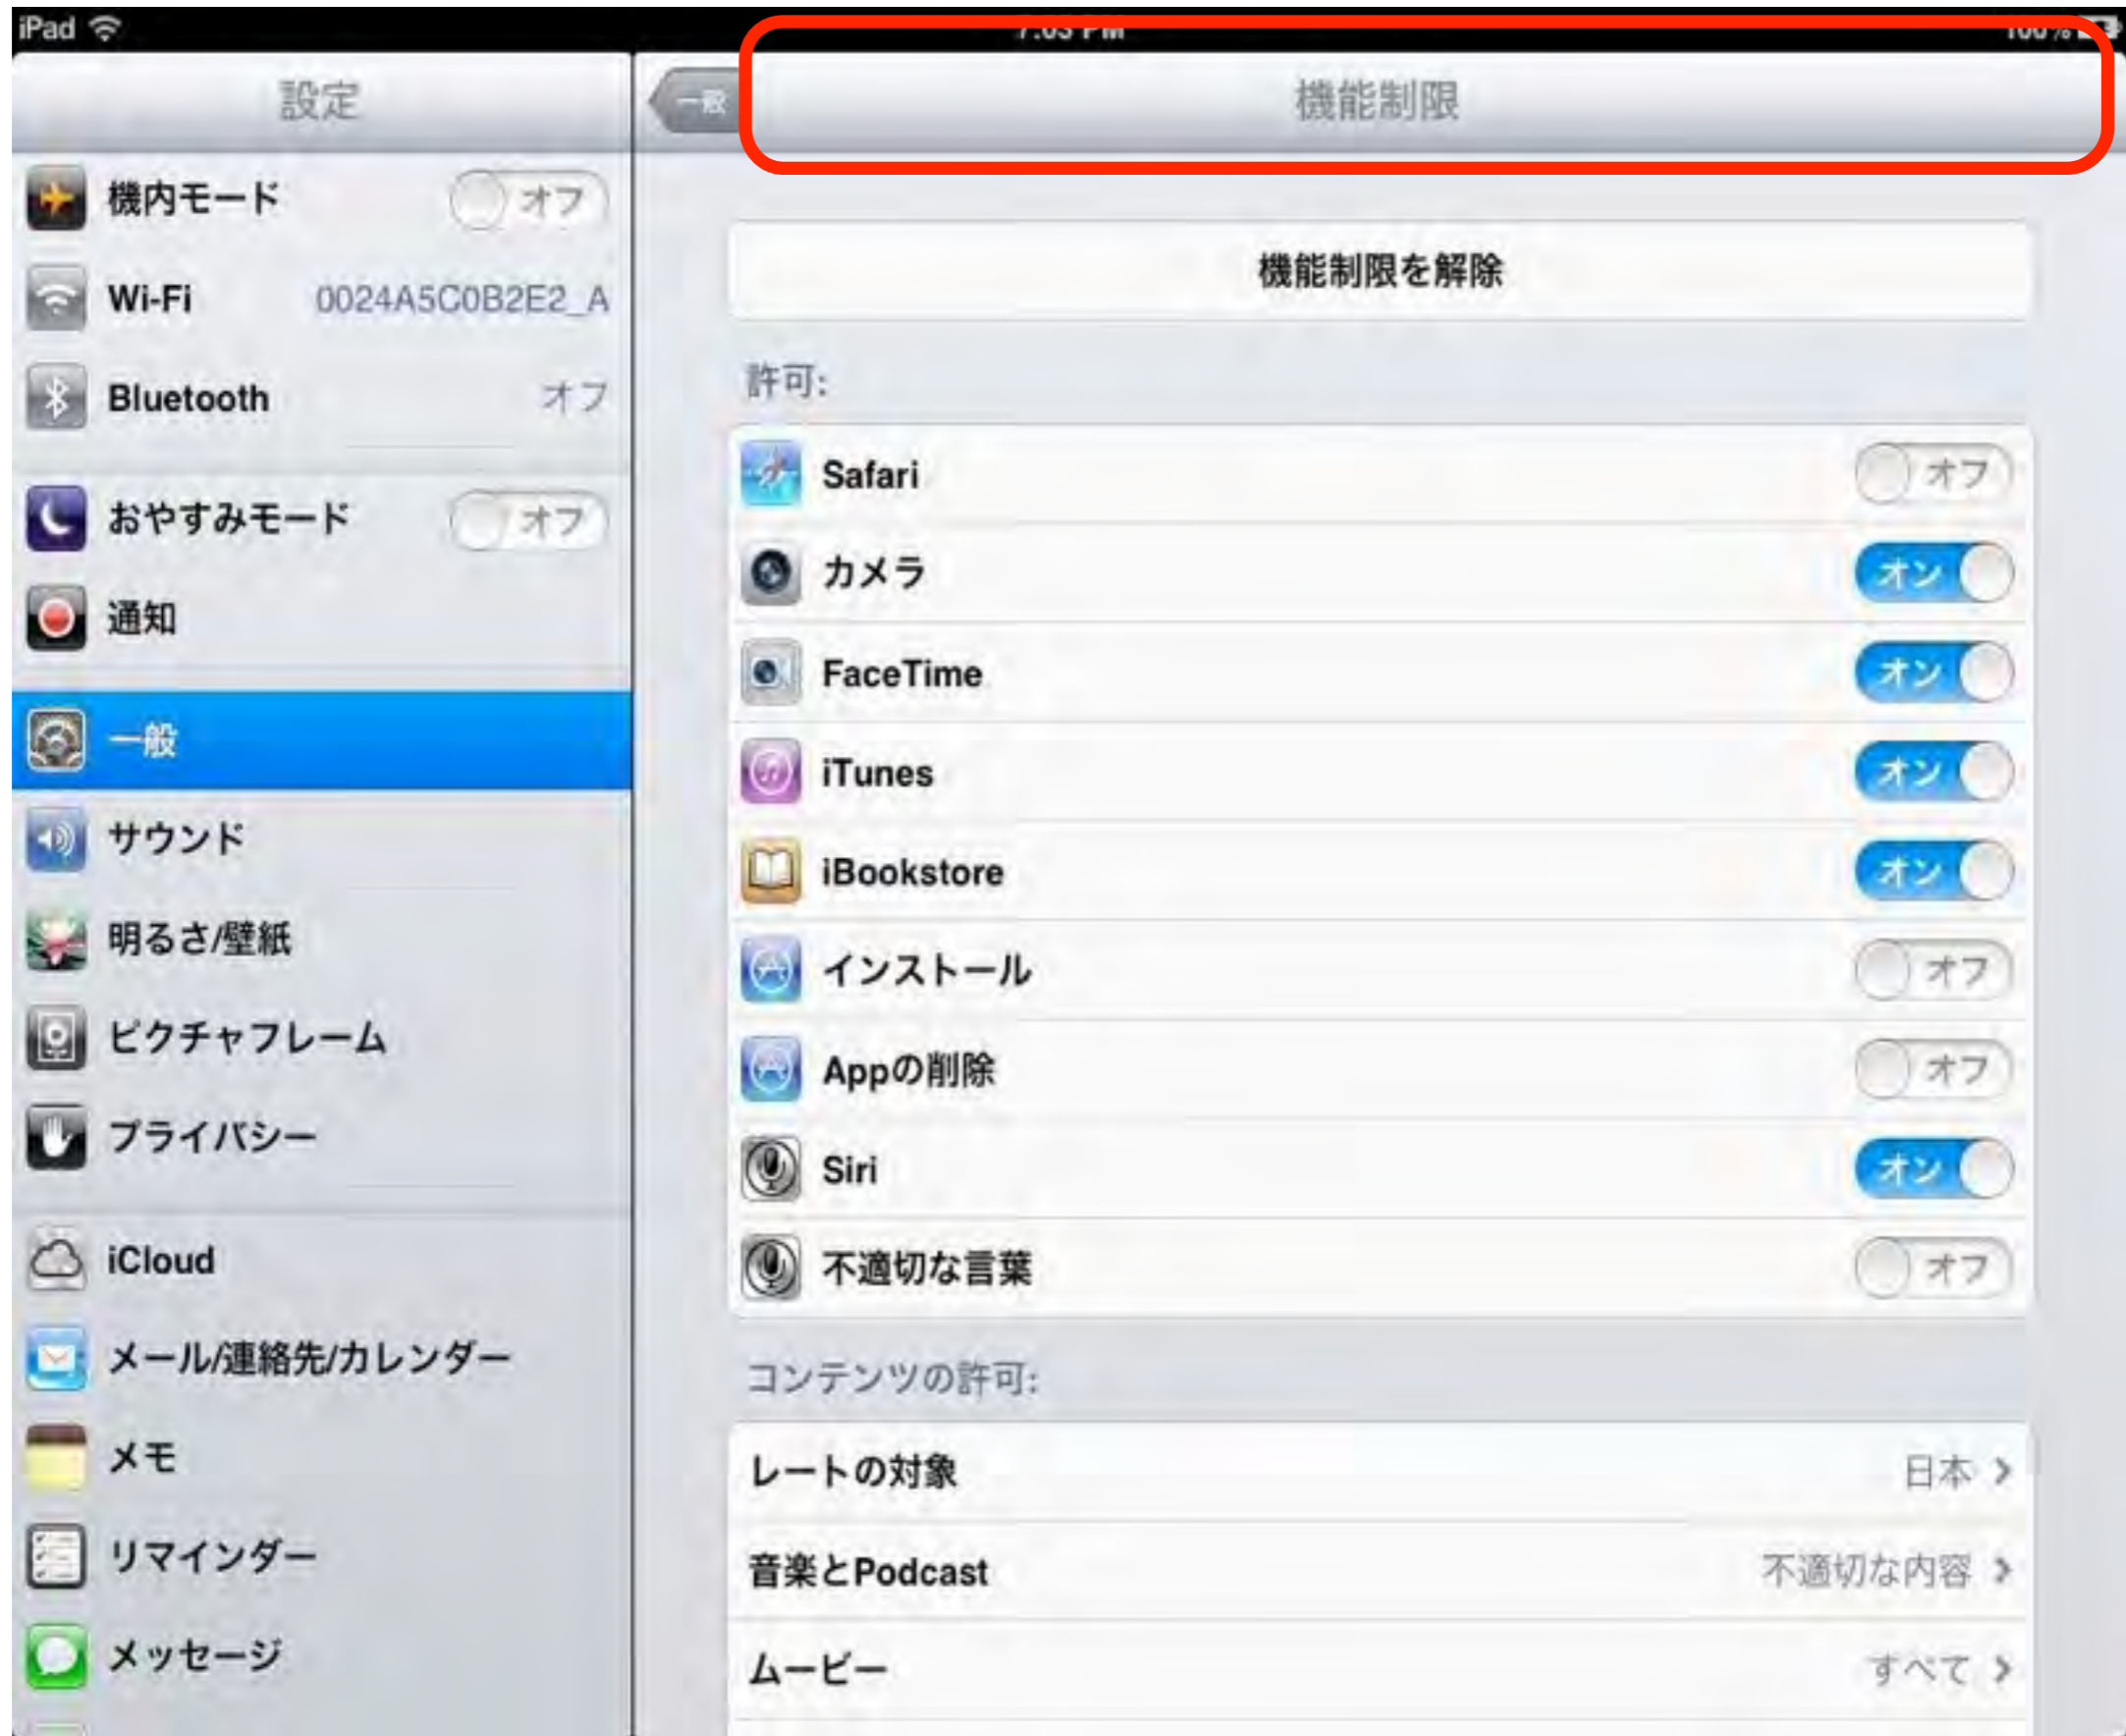 iPad
7:03 PM
100%
設定
機内モード オフ
Wi-Fi 0024A5C0B2E2_A
Bluetooth オフ
おやすみモード オフ
通知
一般
サウンド
明るさ/壁紙
ピクチャフレーム
プライバシー
iCloud
メール/連絡先/カレンダー
メモ
リマインダー
メッセージ
一般
機能制限
機能制限を解除
許可:
Safari オフ
カメラ オン
FaceTime オン
iTunes オン
iBookstore オン
インストール オフ
Appの削除 オフ
Siri オン
不適切な言葉 オフ
コンテンツの許可:
レートの対象 日本
音楽とPodcast 不適切な内容
ムービー すべて